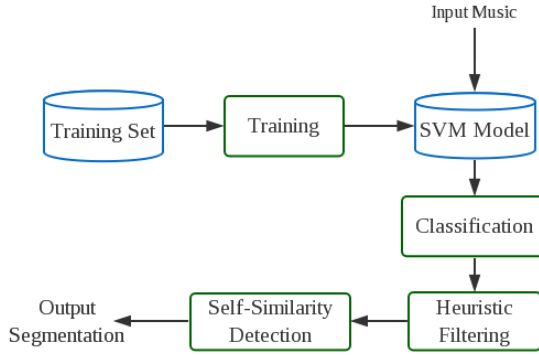 Input Music
Training Set
Training
SVM Model
Classification
Heuristic
Filtering
Self-Similarity
Detection
Output
Segmentation